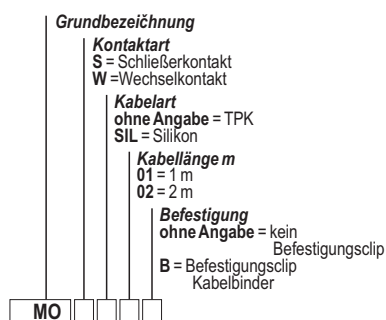 Grundbezeichnung
Kontaktart
S = Schließerkontakt
W =Wechselkontakt
Kabelart
ohne Angabe = TPK
SIL = Silikon
Kabellänge m
01 = 1 m
02 = 2 m
Befestigung
ohne Angabe = kein
Befestigungsclip
B = Befestigungsclip
Kabelbinder
MO